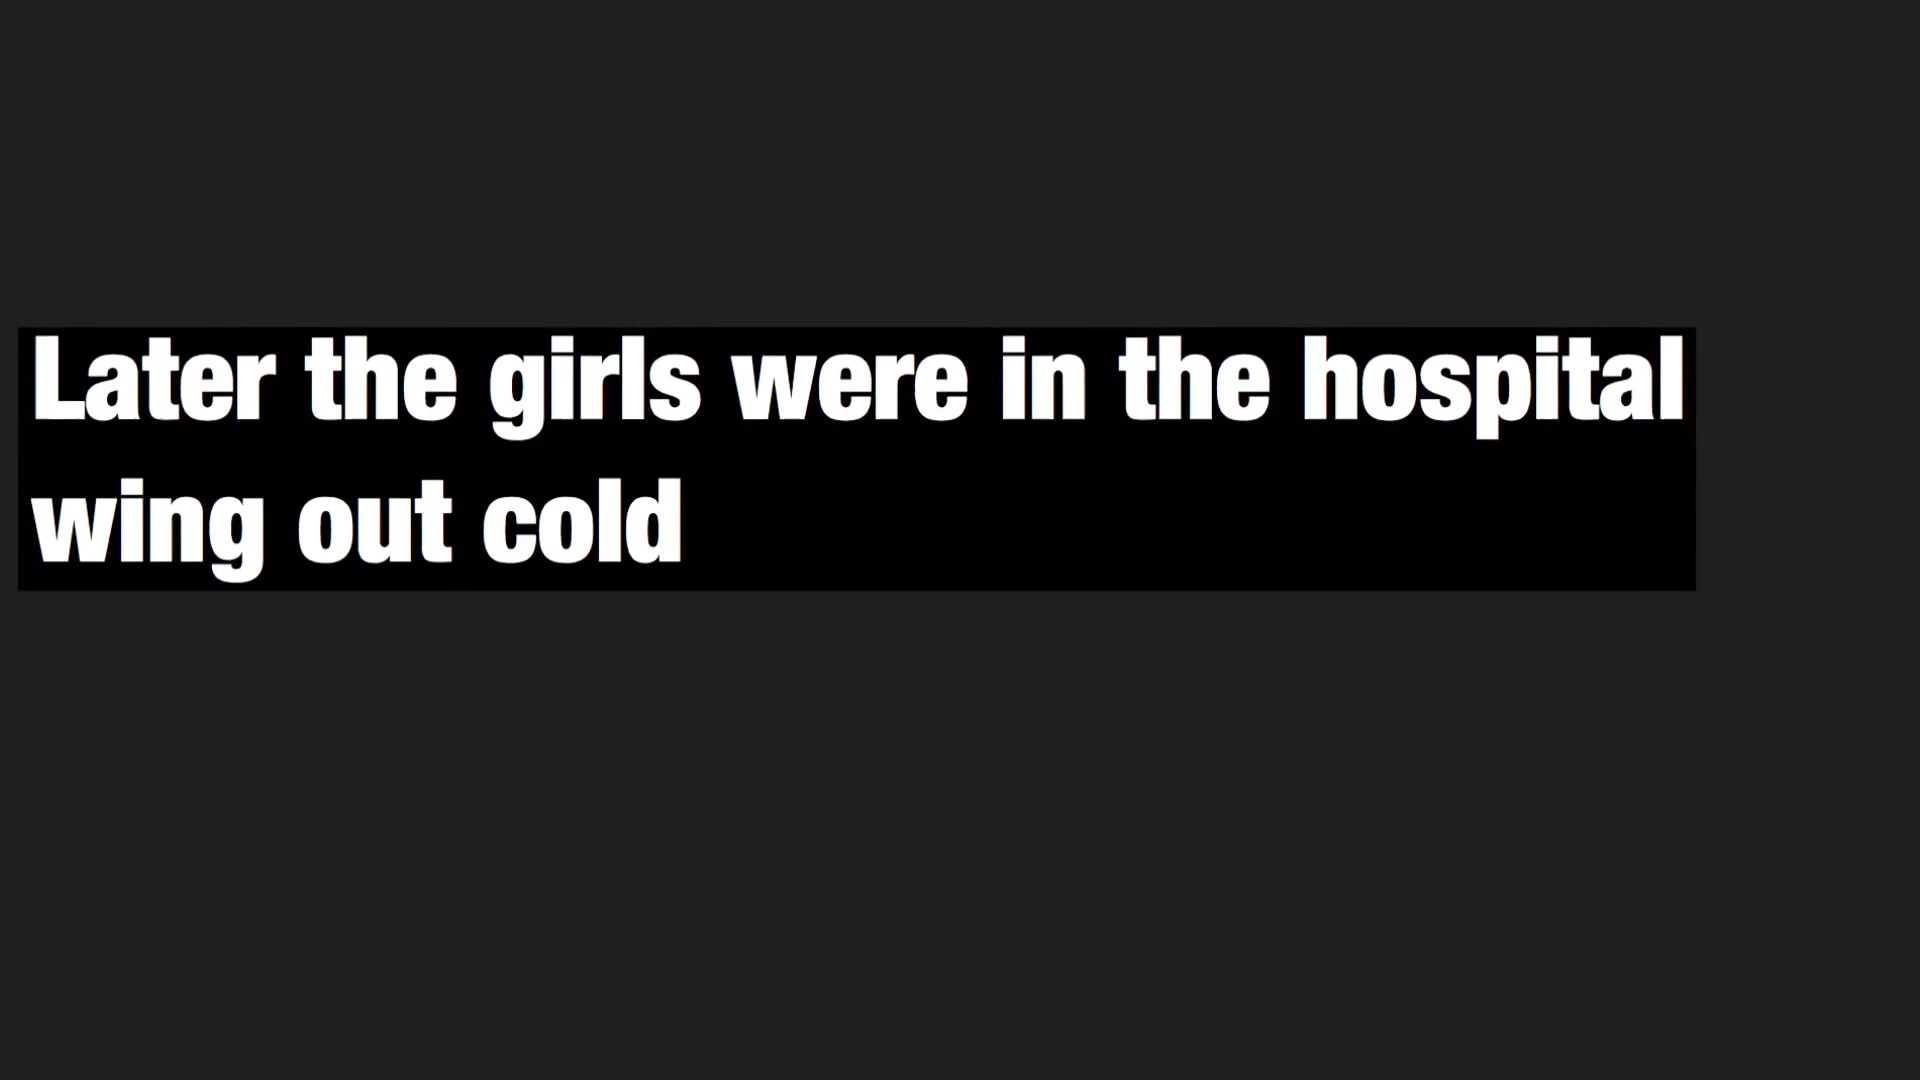 Later the girls were in the hospital
wing out cold